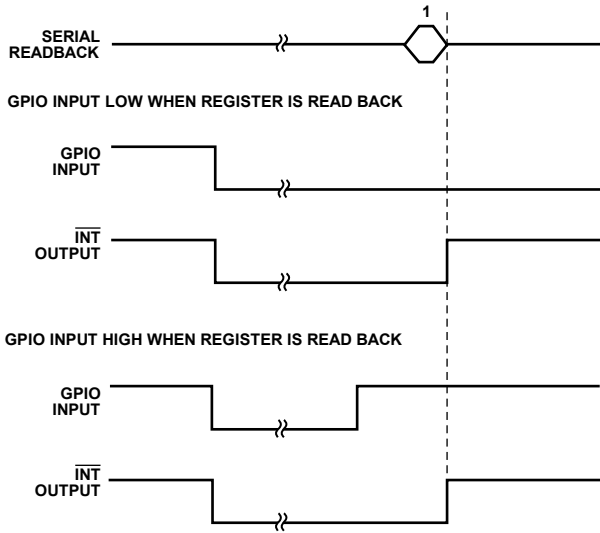 1
SERIAL
READBACK
GPIO INPUT LOW WHEN REGISTER IS READ BACK
GPIO
INPUT
INT
OUTPUT
GPIO INPUT HIGH WHEN REGISTER IS READ BACK
GPIO
INPUT
INT
OUTPUT